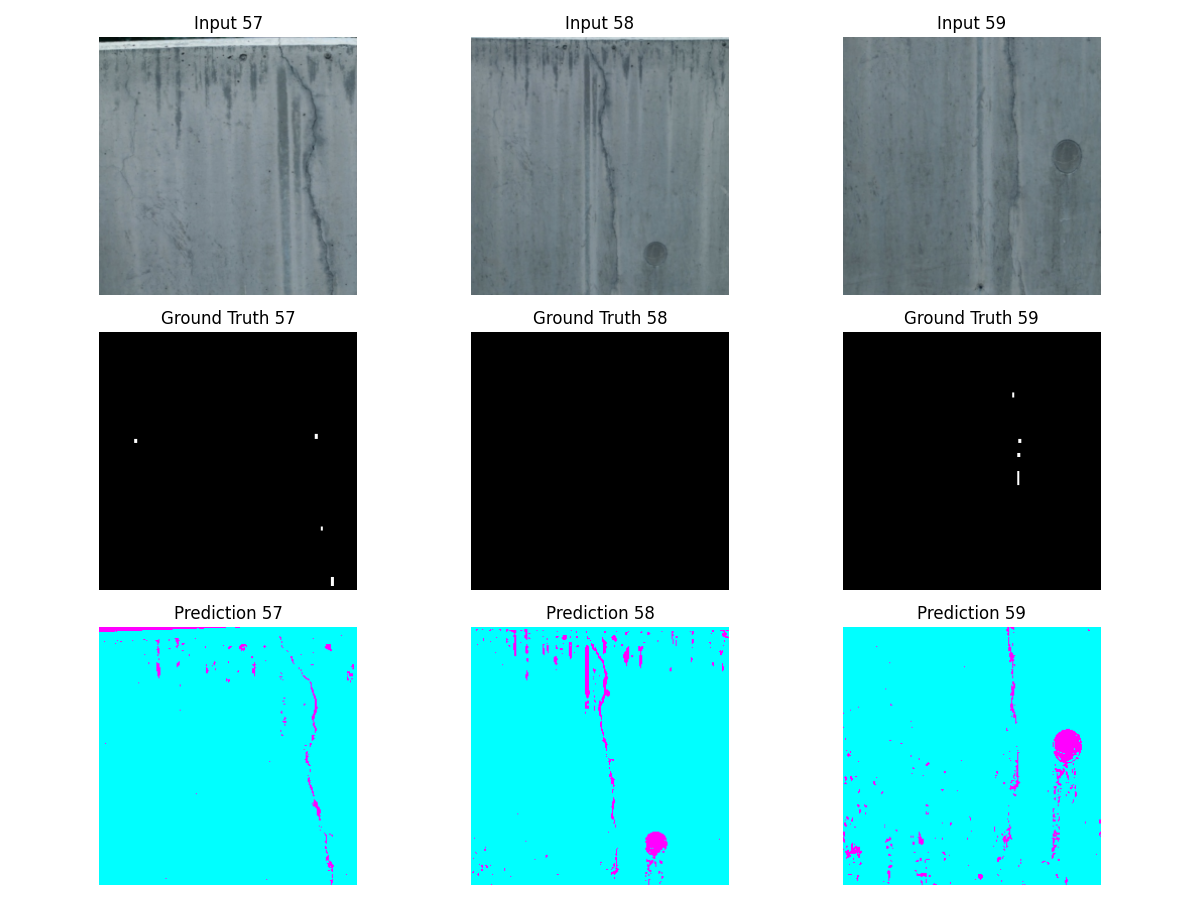 Input 57
Input 58
Input 59
Ground Truth 57
Ground Truth 58
Ground Truth 59
Prediction 57
Prediction 58
Prediction 59